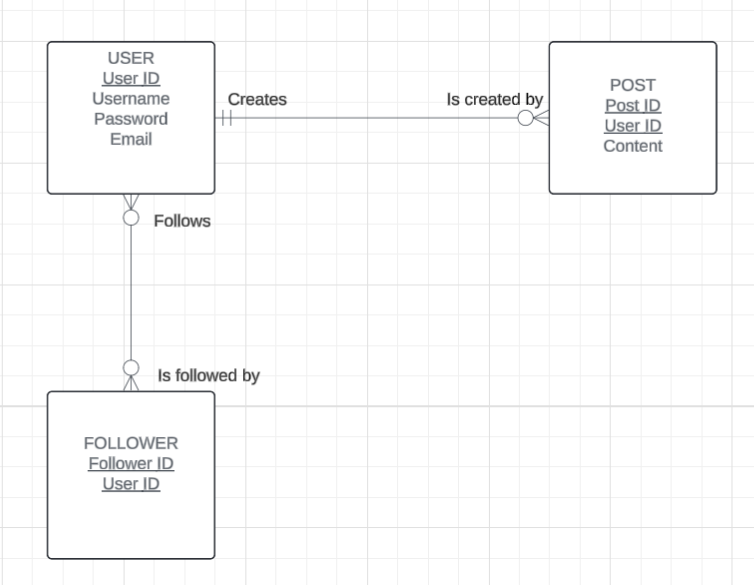 USER
User ID
Username
Password
Email
Creates
Is created by
POST
Post ID
User ID
Content
Follows
Is followed by
FOLLOWER
Follower ID
User ID